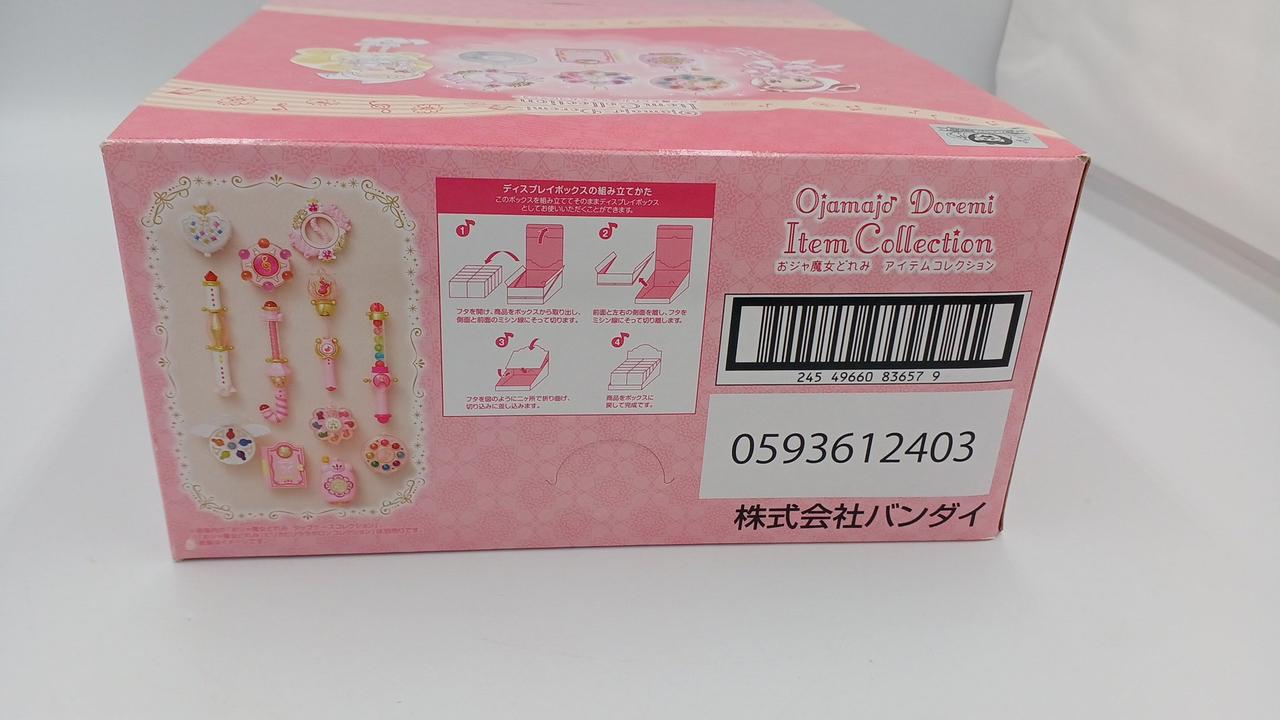 Ojamajo Doremi
Item Collection
ディスプレイボックスの組み立てかた
このボックスを組み立ててそのままディスプレイボックス
としてお使いいただくことができます。
1
フタを開け、商品をボックスから取り出し、
側面と前面のミシン線にそって切ります。
2
前面と左右の側面を離し、フタを
ミシン線にそって切り離します。
3
フタを図のように二ヶ所で折り曲げ、
切り込みに差し込みます。
4
商品をボックスに
戻して完成です。
Ojamajo Doremi
Item Collection
おジャ魔女どれみ アイテムコレクション
245 49660 83657 9
0593612403
株式会社バンダイ